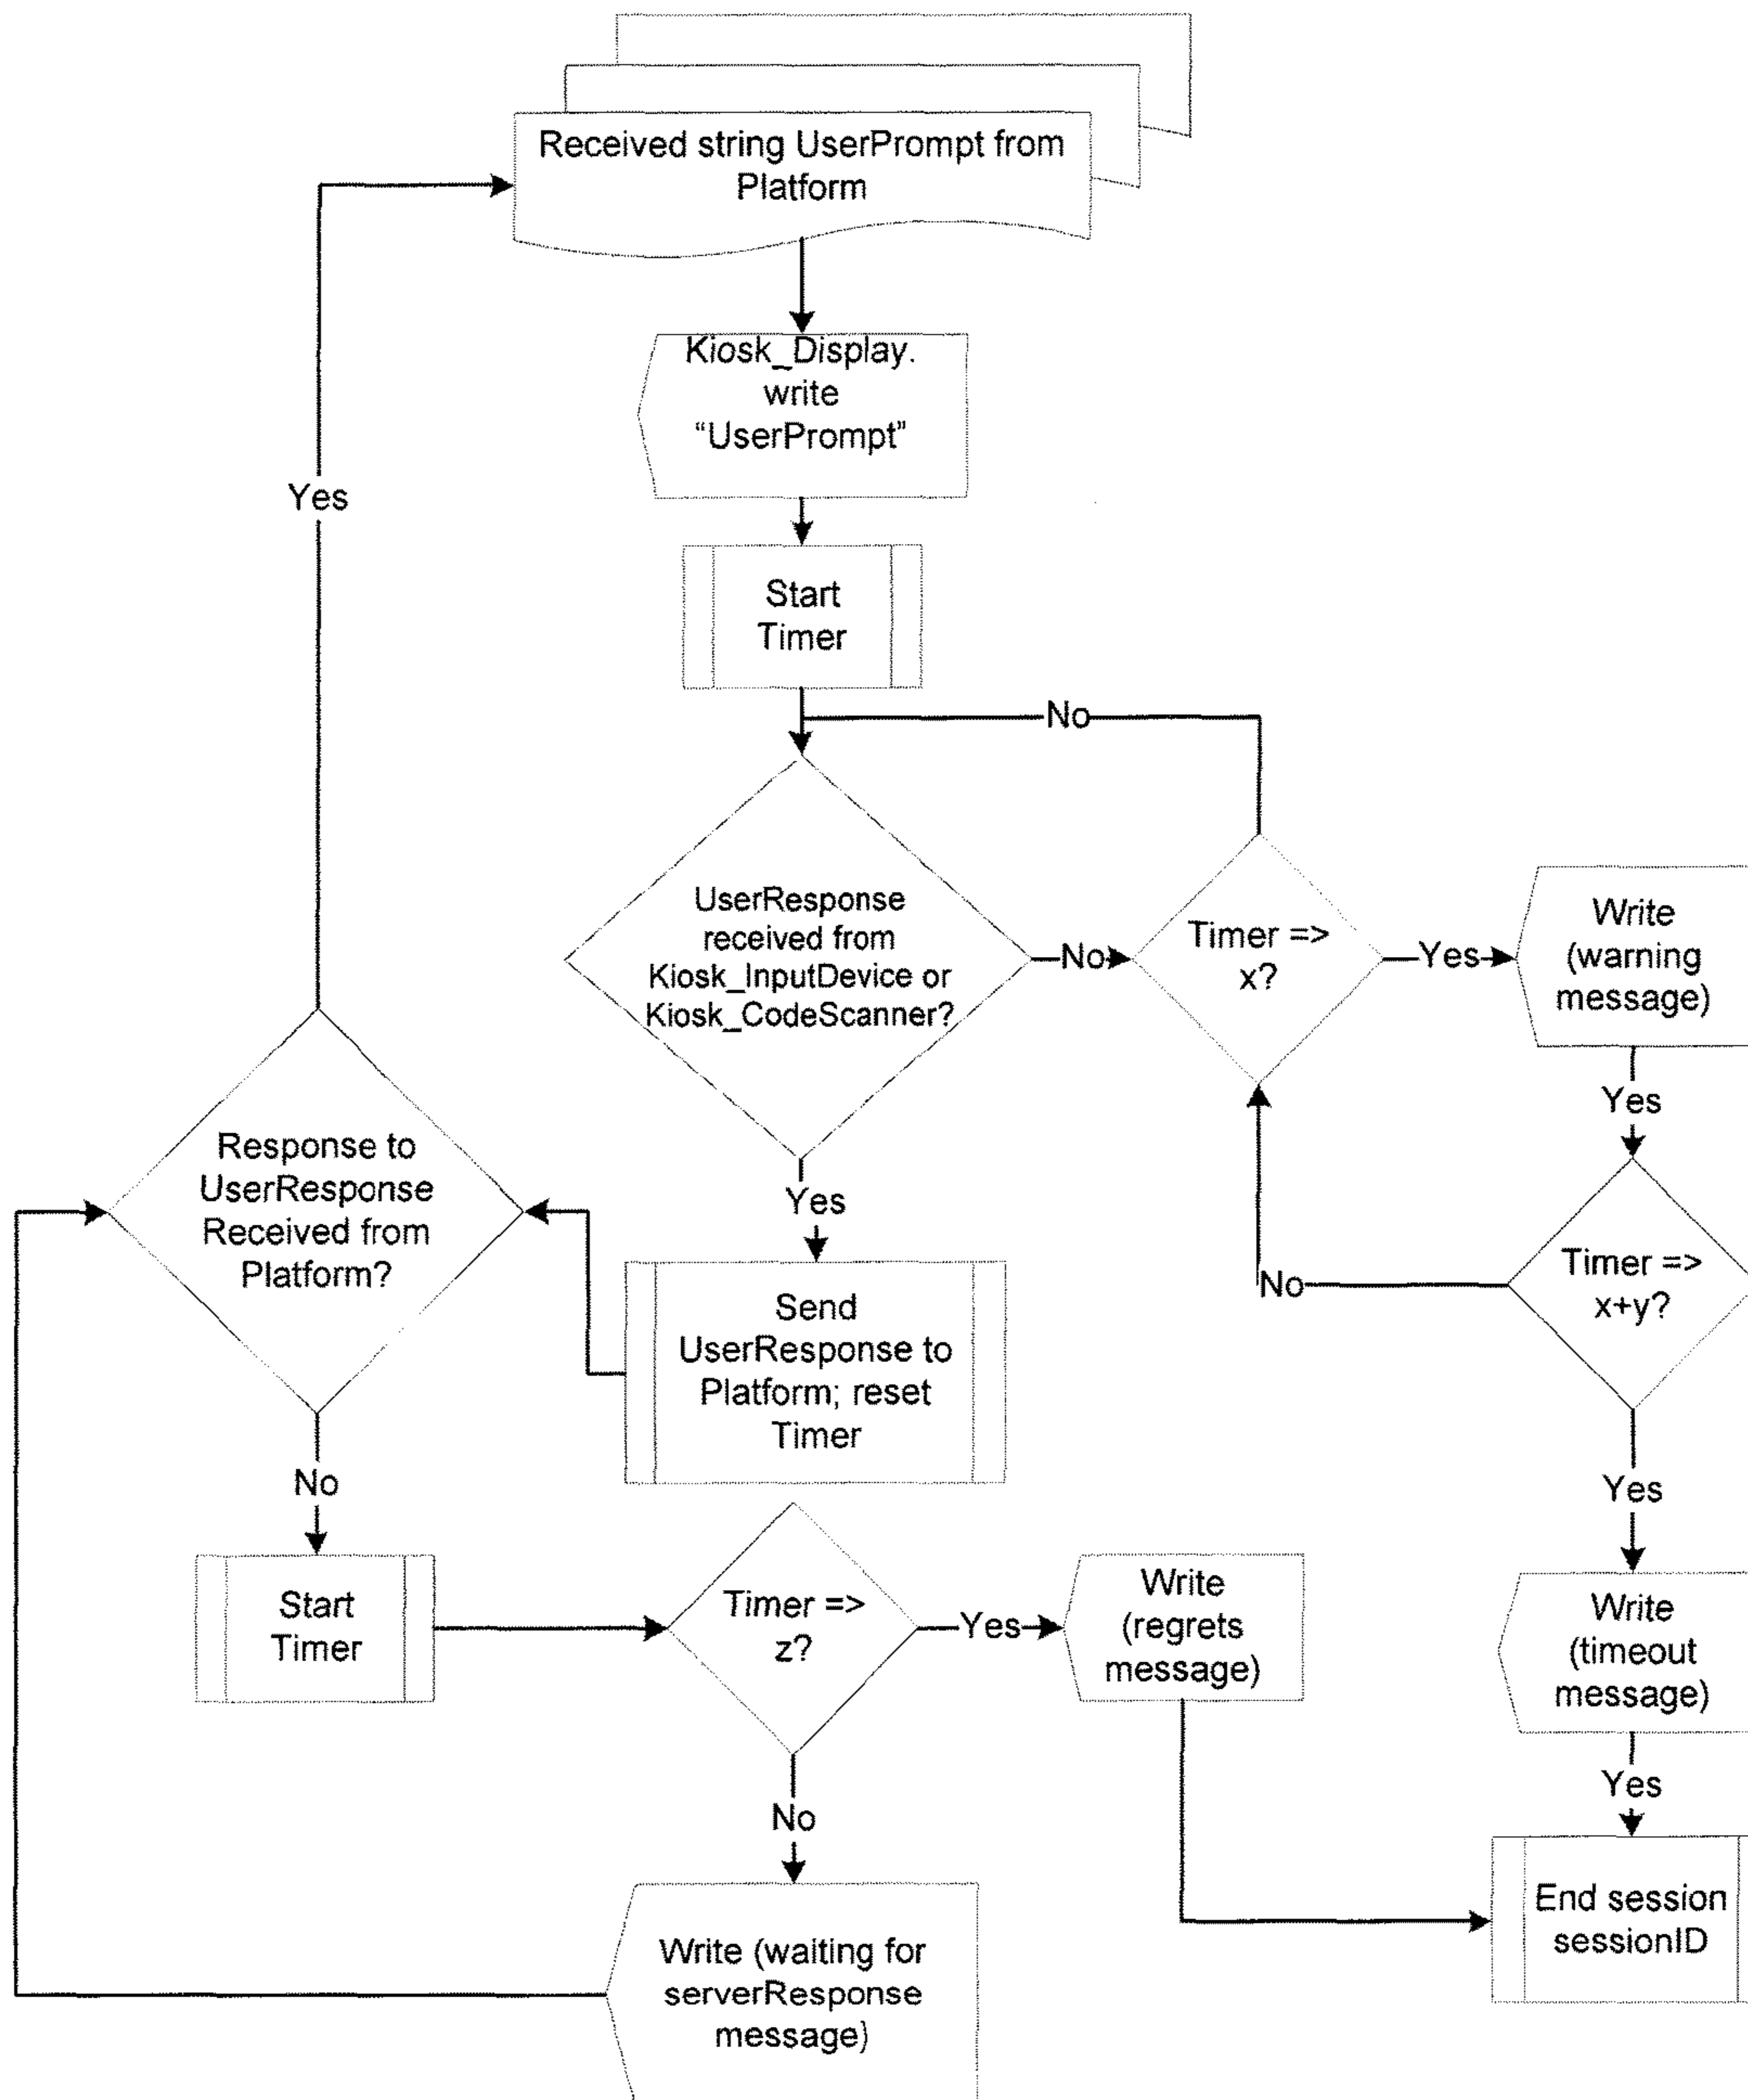 Received string UserPrompt from
Platform
Kiosk_Display.
write
“UserPrompt”
Yes
Start
Timer
No
UserResponse
received from
Kiosk_InputDevice or
Kiosk_CodeScanner?
No
Timer =>
x?
Yes
Write
(warning
message)
Yes
Response to
UserResponse
Received from
Platform?
Yes
Send
UserResponse to
Platform; reset
Timer
No
Timer =>
x+y?
Yes
No
Start
Timer
Timer =>
z?
Yes
Write
(regrets
message)
Write
(timeout
message)
Yes
No
End session
sessionID
Write (waiting for
serverResponse
message)